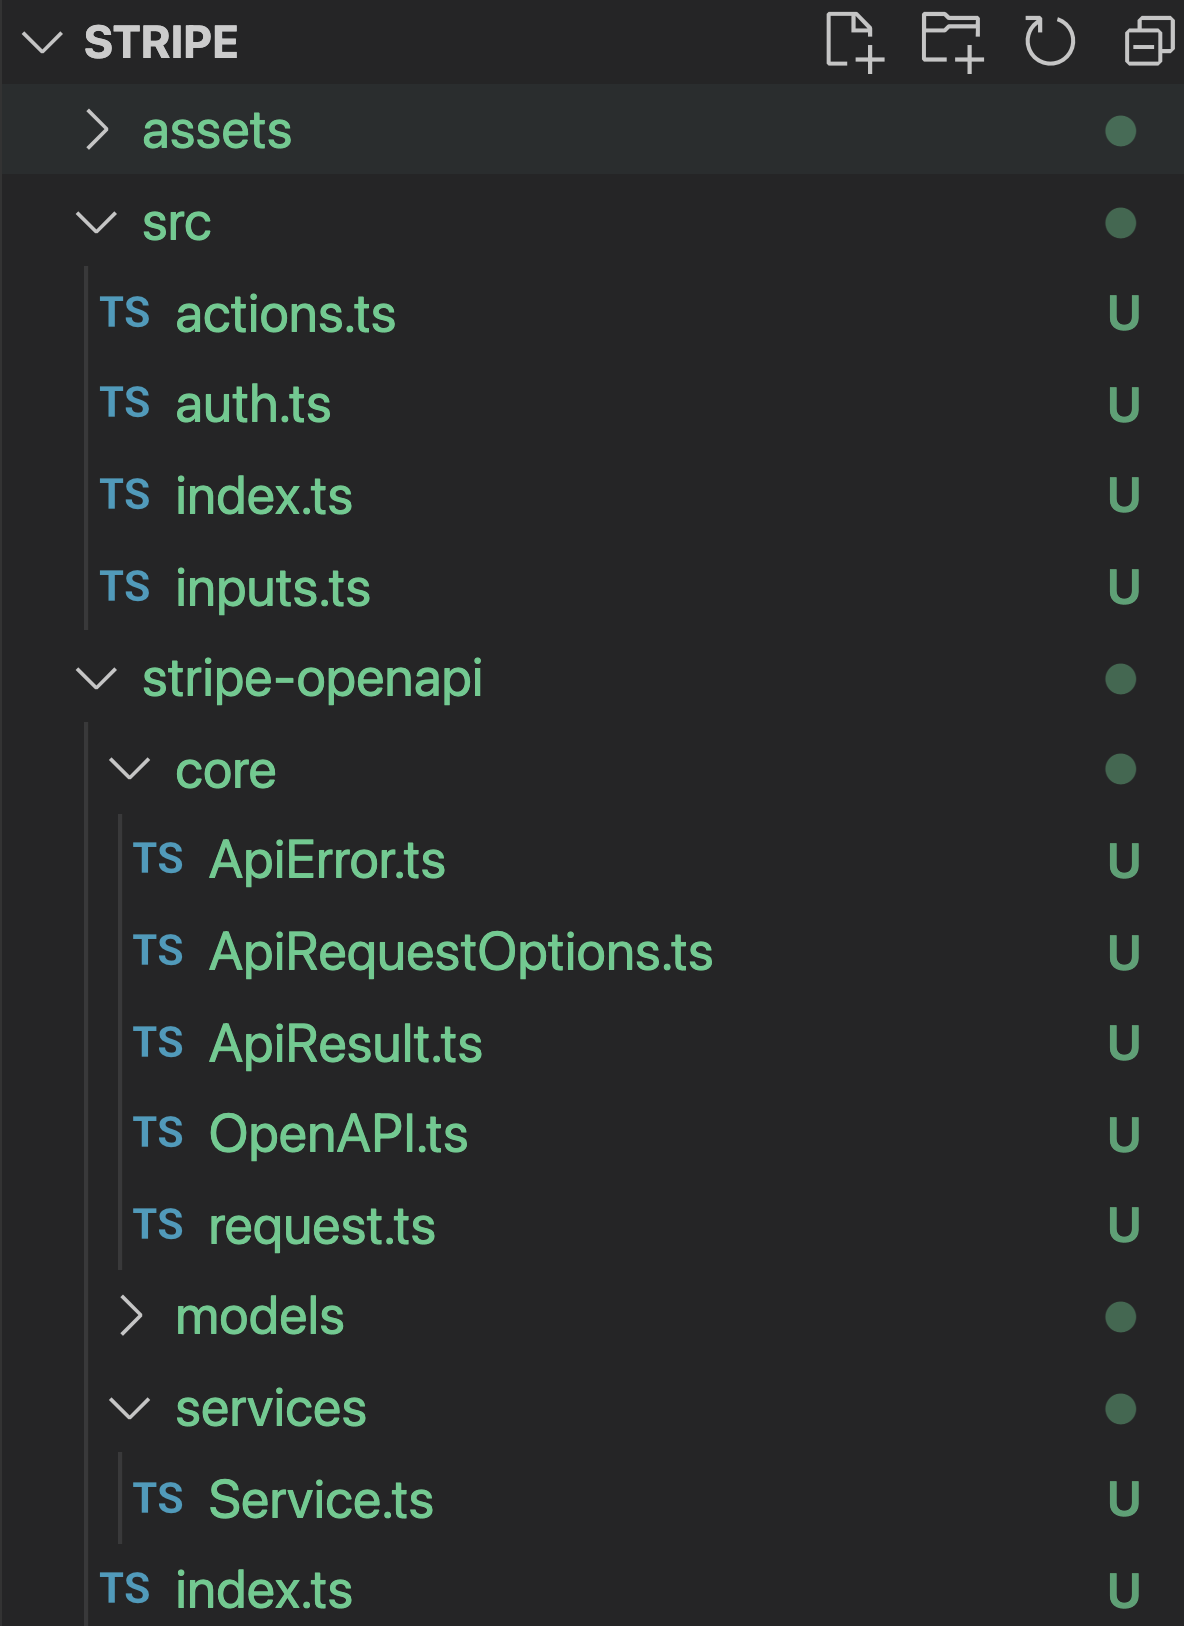 STRIPE
assets
src
TS actions.ts U
TS auth.ts U
TS index.ts U
TS inputs.ts U
stripe-openapi
core
TS ApiError.ts U
TS ApiRequestOptions.ts U
TS ApiResult.ts U
TS OpenAPI.ts U
TS request.ts U
models
services
TS Service.ts U
TS index.ts U